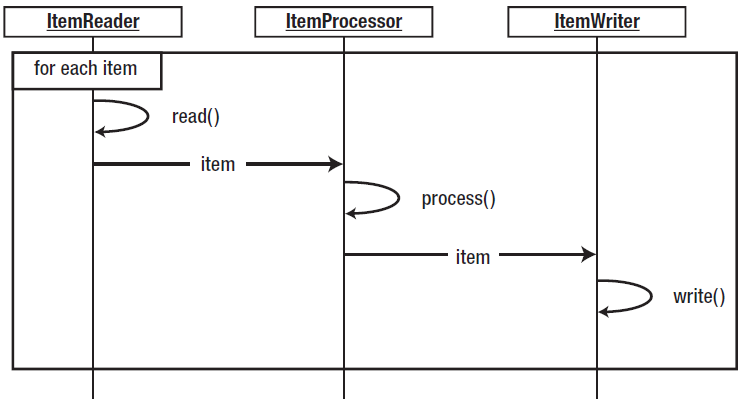 ItemReader
ItemProcessor
ItemWriter
for each item
read()
item
process()
item
write()